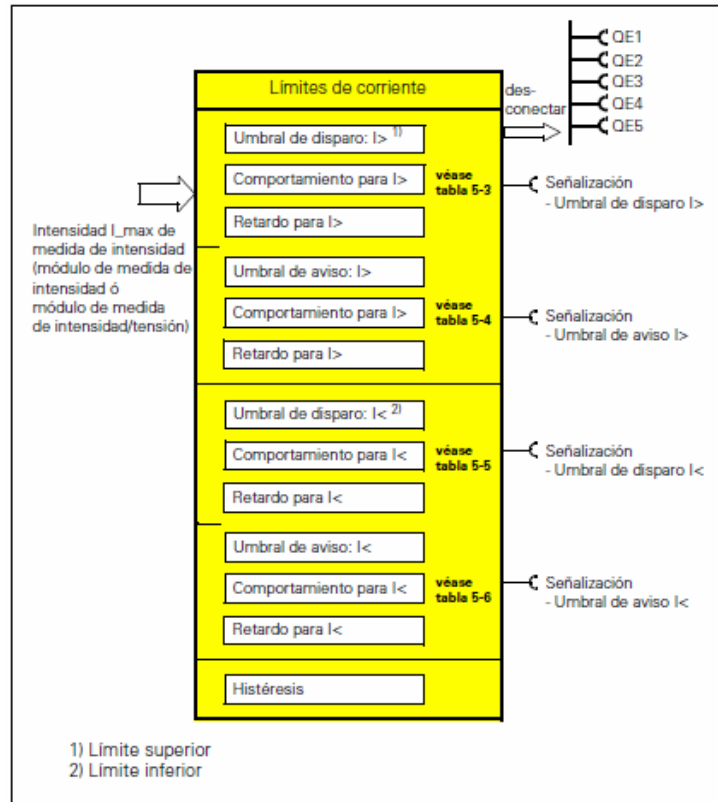 QE1
QE2
QE3
QE4
QE5
des-
conectar
Límites de corriente
Umbral de disparo: I> 1)
Comportamiento para I>
véase
tabla 5-3
Retardo para I>
Señalización
- Umbral de disparo I>
Intensidad I_max de
medida de intensidad
(módulo de medida de
intensidad ó
módulo de medida
de intensidad/tensión)
Umbral de aviso: I>
Comportamiento para I>
véase
tabla 5-4
Retardo para I>
Señalización
- Umbral de aviso I>
Umbral de disparo: I< 2)
Comportamiento para I<
véase
tabla 5-5
Retardo para I<
Señalización
- Umbral de disparo I<
Umbral de aviso: I<
Comportamiento para I<
véase
tabla 5-6
Retardo para I<
Señalización
- Umbral de aviso I<
Histéresis
1) Límite superior
2) Límite inferior